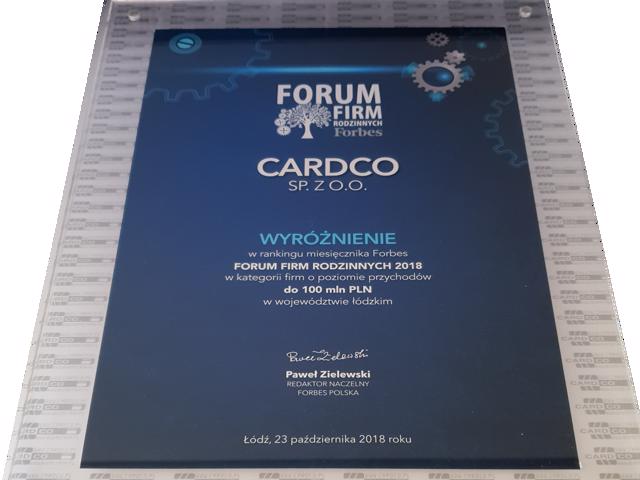 FORUM
FIRM
RODZINNYCH
Forbes
CARDCO
SP. Z O.O.
WYRÓŻNIENIE
w rankingu miesięcznika Forbes
FORUM FIRM RODZINNYCH 2018
w kategorii firm o poziomie przychodów
do 100 mln PLN
w województwie łódzkim
Paweł Zielewski
REDAKTOR NACZELNY
FORBES POLSKA
Łódź, 23 października 2018 roku